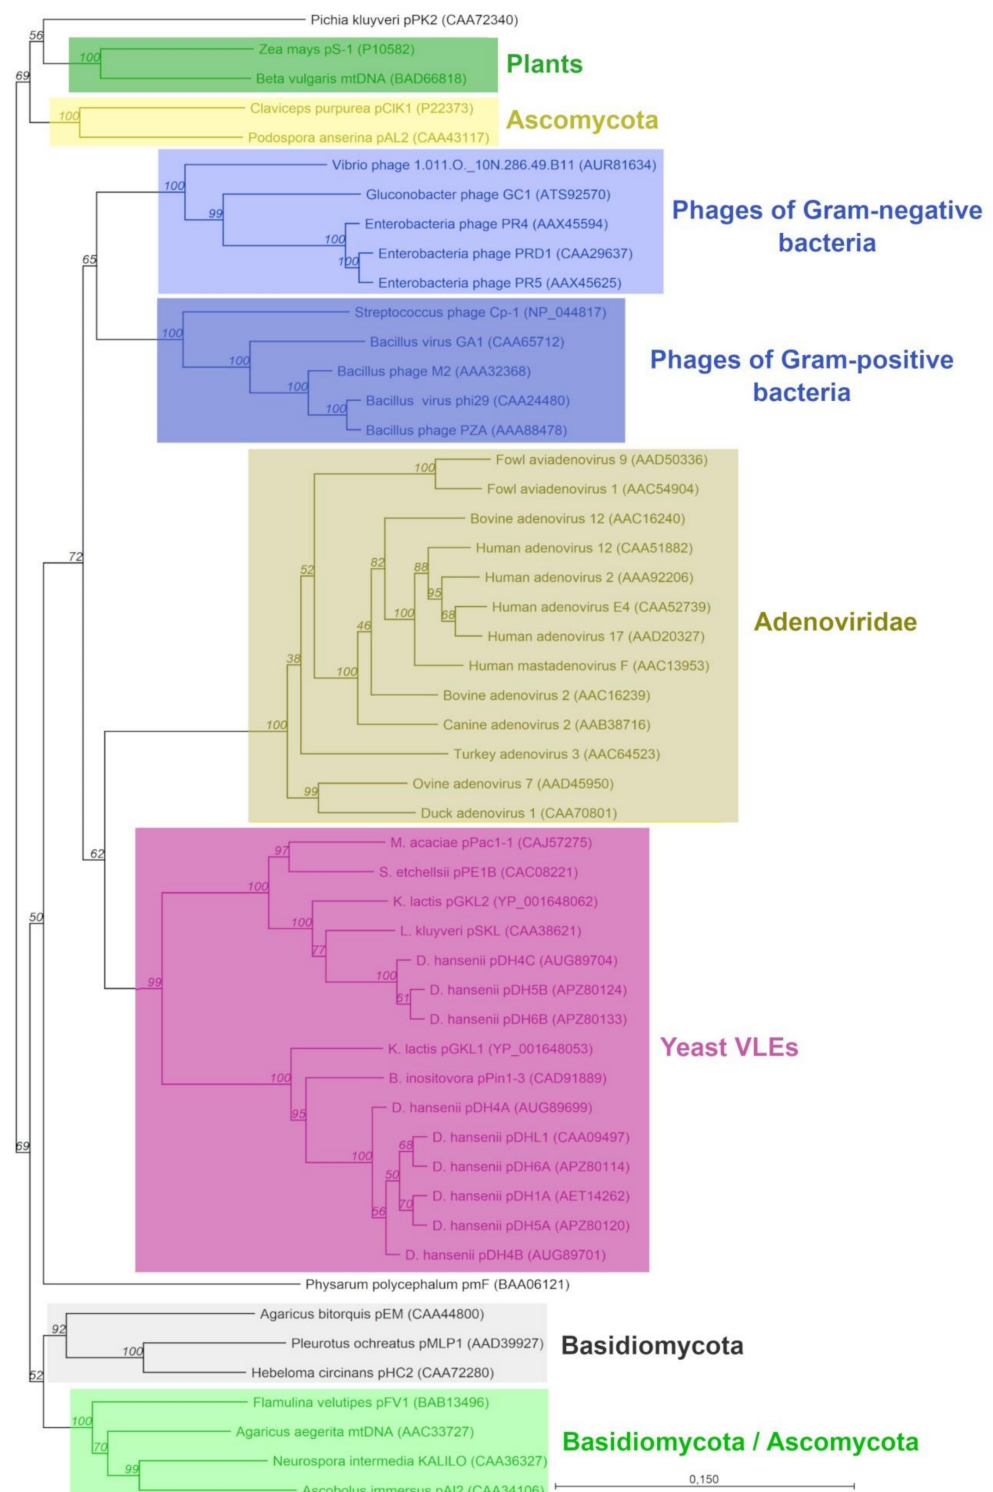 Pichia kluyveri pPK2 (CAA72340)
56
Zea mays pS-1 (P10582)
100
Plants
69
Beta vulgaris mtDNA (BAD66818)
Claviceps purpurea pClK1 (P22373)
100
Ascomycota
Podospora anserina pAL2 (CAA43117)
Vibrio phage 1.011.O._10N.286.49.B11 (AUR81634)
100
Gluconobacter phage GC1 (ATS92570)
99
Phages of Gram-negative
bacteria
Enterobacteria phage PR4 (AAX45594)
100
Enterobacteria phage PRD1 (CAA29637)
100
65
Enterobacteria phage PR5 (AAX45625)
Streptococcus phage Cp-1 (NP_044817)
100
Bacillus virus GA1 (CAA65712)
100
Phages of Gram-positive
bacteria
Bacillus phage M2 (AAA32368)
100
Bacillus virus phi29 (CAA24480)
100
Bacillus phage PZA (AAA88478)
Fowl aviadenovirus 9 (AAD50336)
100
Fowl aviadenovirus 1 (AAC54904)
Bovine adenovirus 12 (AAC16240)
Human adenovirus 12 (CAA51882)
72
82
88
52
Human adenovirus 2 (AAA92206)
95
Human adenovirus E4 (CAA52739)
100
68
46
Adenoviridae
Human adenovirus 17 (AAD20327)
38
Human mastadenovirus F (AAC13953)
100
Bovine adenovirus 2 (AAC16239)
Canine adenovirus 2 (AAB38716)
100
Turkey adenovirus 3 (AAC64523)
Ovine adenovirus 7 (AAD45950)
99
Duck adenovirus 1 (CAA70801)
M. acaciae pPac1-1 (CAJ57275)
97
62
S. etchellsii pPE1B (CAC08221)
100
K. lactis pGKL2 (YP_001648062)
50
100
L. kluyveri pSKL (CAA38621)
77
D. hansenii pDH4C (AUG89704)
100
99
D. hansenii pDH5B (APZ80124)
61
D. hansenii pDH6B (APZ80133)
Yeast VLEs
K. lactis pGKL1 (YP_001648053)
100
B. inositovora pPin1-3 (CAD91889)
95
D. hansenii pDH4A (AUG89699)
D. hansenii pDHL1 (CAA09497)
68
69
100
D. hansenii pDH6A (APZ80114)
50
D. hansenii pDH1A (AET14262)
70
56
D. hansenii pDH5A (APZ80120)
D. hansenii pDH4B (AUG89701)
Physarum polycephalum pmF (BAA06121)
Agaricus bitorquis pEM (CAA44800)
92
Pleurotus ochreatus pMLP1 (AAD39927)
100
Basidiomycota
Hebeloma circinans pHC2 (CAA72280)
52
Flamulina velutipes pFV1 (BAB13496)
100
Agaricus aegerita mtDNA (AAC33727)
70
Basidiomycota / Ascomycota
Neurospora intermedia KALILO (CAA36327)
99
0,150
Ascobolus immersus pAI2 (CAA34106)